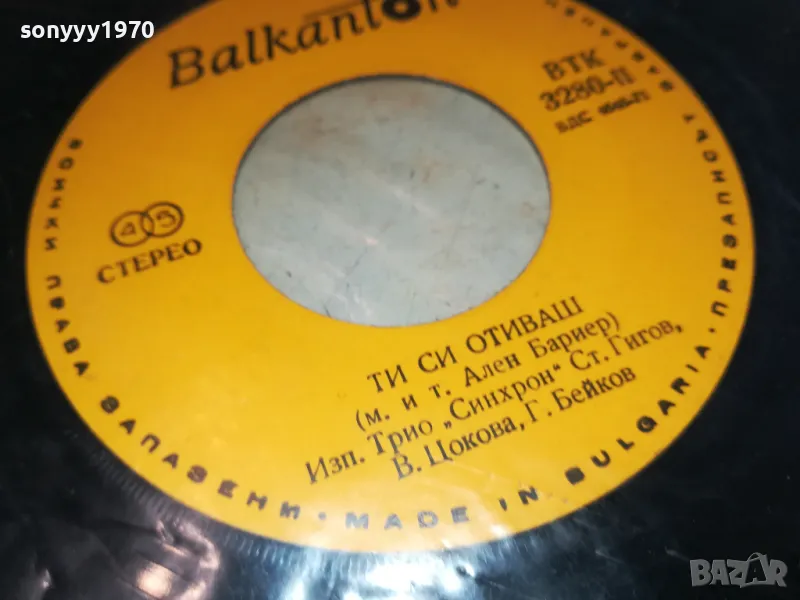 sonyyy1970
Balkanton
ВТК
3280-II
45
СТЕРЕО
ТИ СИ ОТИВАШ
(м. и т. Ален Бариер)
Изп. Трио „Синхрон“ Ст. Гигов,
В. Цокова, Г. Бейков
ВСИЧКИ ПРАВА ЗАПАЗЕНИ • MADE IN BULGARIA •
BAZAR